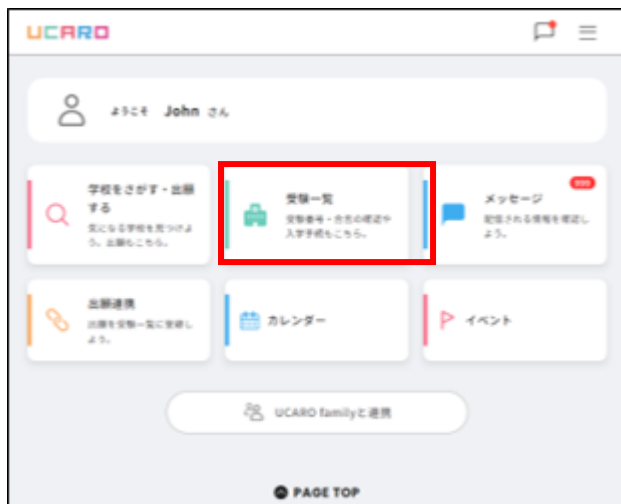 UCARO
ようこそ John さん
学校をさがす・出願
する
気になる学校を見つけよ
う。出願もこちら。
受験一覧
受験番号・合否の確認や
入学手続もこちら。
メッセージ
配信される情報を確認し
よう。
出願連携
出願を受験一覧に登録し
よう。
カレンダー
イベント
UCARO familyと連携
PAGE TOP